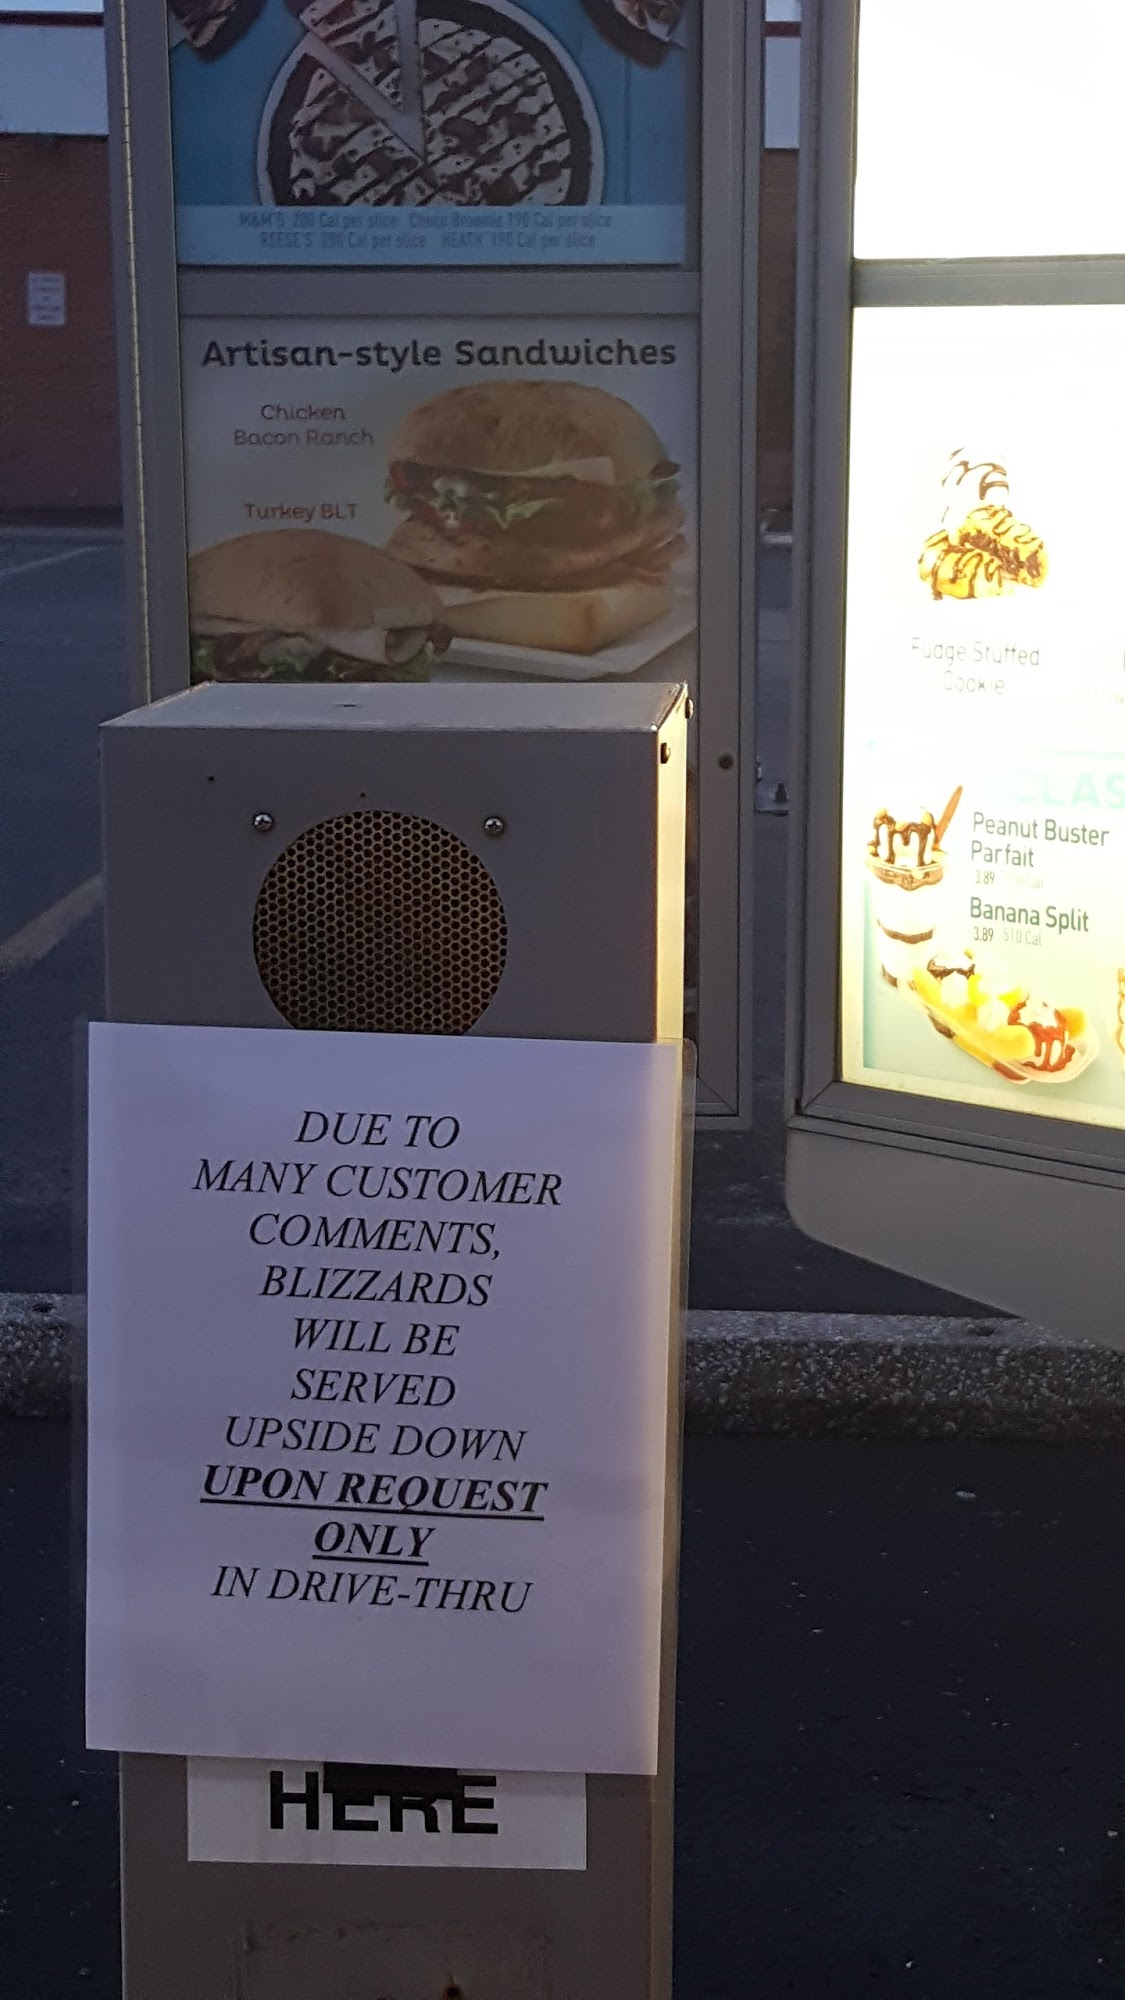 M&M'S 280 Cal per slice Choco Brownie 190 Cal per slice
REESE'S 280 Cal per slice HEATH 190 Cal per slice
Artisan-style Sandwiches
Chicken
Bacon Ranch
Turkey BLT
Fudge Stuffed
Cookie
CLAS
Peanut Buster
Parfait
3.89
Banana Split
3.89 510 Cal
DUE TO
MANY CUSTOMER
COMMENTS,
BLIZZARDS
WILL BE
SERVED
UPSIDE DOWN
UPON REQUEST
ONLY
IN DRIVE-THRU
HERE